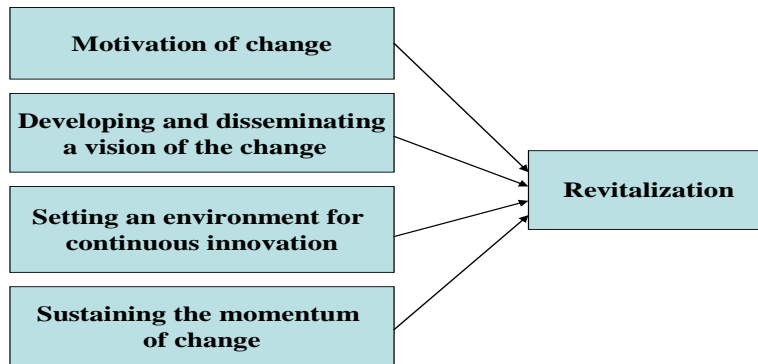 Motivation of change
Developing and disseminating
a vision of the change
Setting an environment for
continuous innovation
Sustaining the momentum
of change
Revitalization